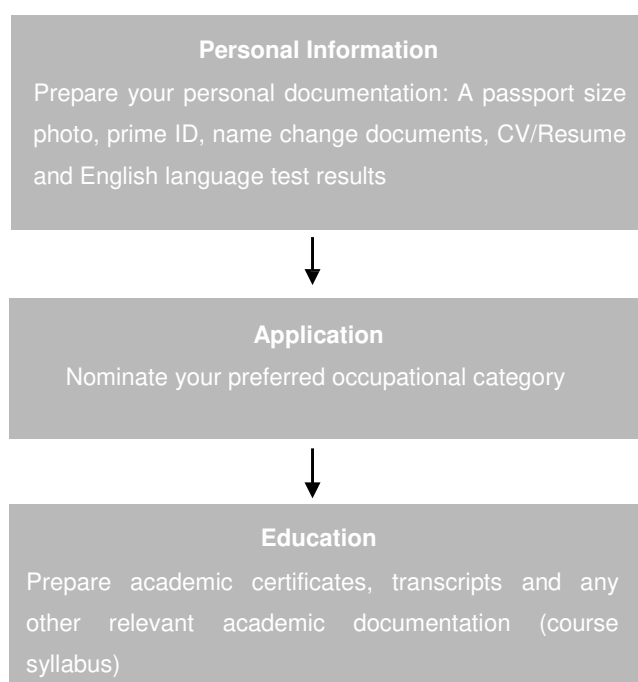 Personal Information
Prepare your personal documentation: A passport size
photo, prime ID, name change documents, CV/Resume
and English language test results
Application
Nominate your preferred occupational category
Education
Prepare academic certificates, transcripts and any
other relevant academic documentation (course
syllabus)